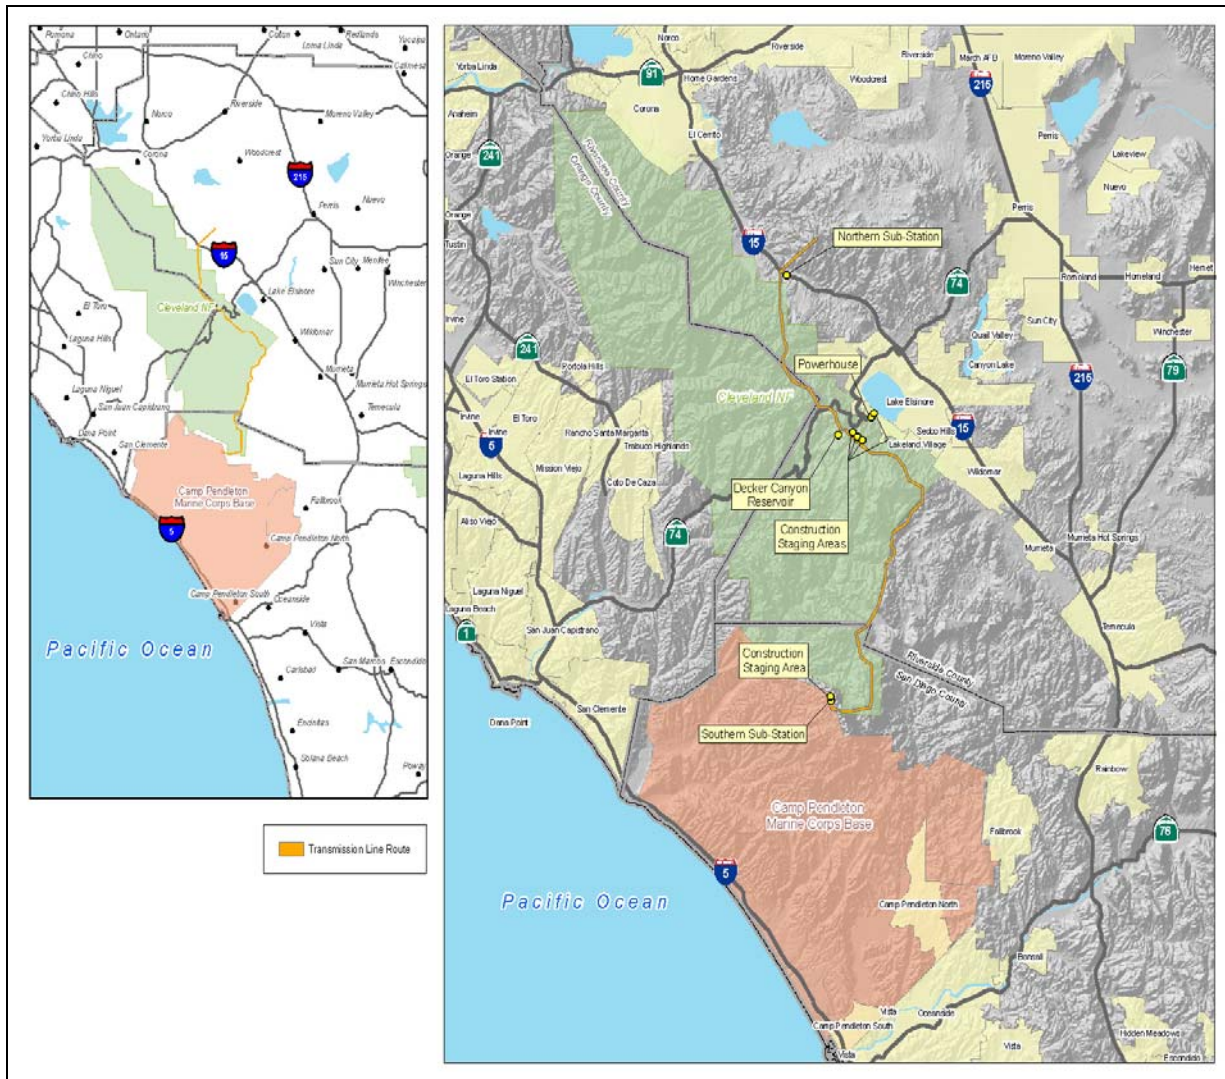 Pomona
Ontario
Colton
Redlands
Loma Linda
Yucaipa
Chino
Calimesa
Chino Hills
Riverside
Norco
Moreno Valley
Yorba Linda
Corona
Woodcrest
215
Perris
Nuevo
15
Sun City
Menifee
Winchester
Lake Elsinore
El Toro
Cleveland NF
Wildomar
Laguna Hills
Murrieta
Murrieta Hot Springs
Laguna Niguel
San Juan Capistrano
Temecula
Dana Point
San Clemente
Camp Pendleton
Marine Corps Base
Fallbrook
5
Camp Pendleton North
Camp Pendleton South
Oceanside
Vista
Pacific Ocean
San Marcos
Escondido
Carlsbad
Encinitas
Solana Beach
Poway
Transmission Line Route
Norco
Riverside
Riverside
March AFB
Moreno Valley
Yorba Linda
91
Home Gardens
Woodcrest
215
Corona
Anaheim
El Cerrito
Perris
Orange
241
Lakeview
Riverside County
Orange County
Nuevo
Orange
Perris
Tustin
15
Northern Sub-Station
74
Romoland
Homeland
Hemet
Irvine
Sun City
Quail Valley
Winchester
241
Portola Hills
Powerhouse
Canyon Lake
El Toro Station
215
79
Cleveland NF
Lake Elsinore
Irvine
El Toro
Irvine
5
Rancho Santa Margarita
Sedco Hills
15
Trabuco Highlands
Lakeland Village
Laguna Hills
Mission Viejo
Coto De Caza
Wildomar
Decker Canyon
Reservoir
Aliso Viejo
74
Construction
Staging Areas
Murrieta Hot Springs
Murrieta
Laguna Niguel
Laguna Beach
1
San Juan Capistrano
Temecula
Construction
Staging Area
Riverside County
San Diego County
San Clemente
Dana Point
Southern Sub-Station
Rainbow
Camp Pendleton
Marine Corps Base
Fallbrook
76
5
Pacific Ocean
Camp Pendleton North
Bonsall
Vista
Oceanside
Camp Pendleton South
Hidden Meadows
Vista
Vista
Escondido